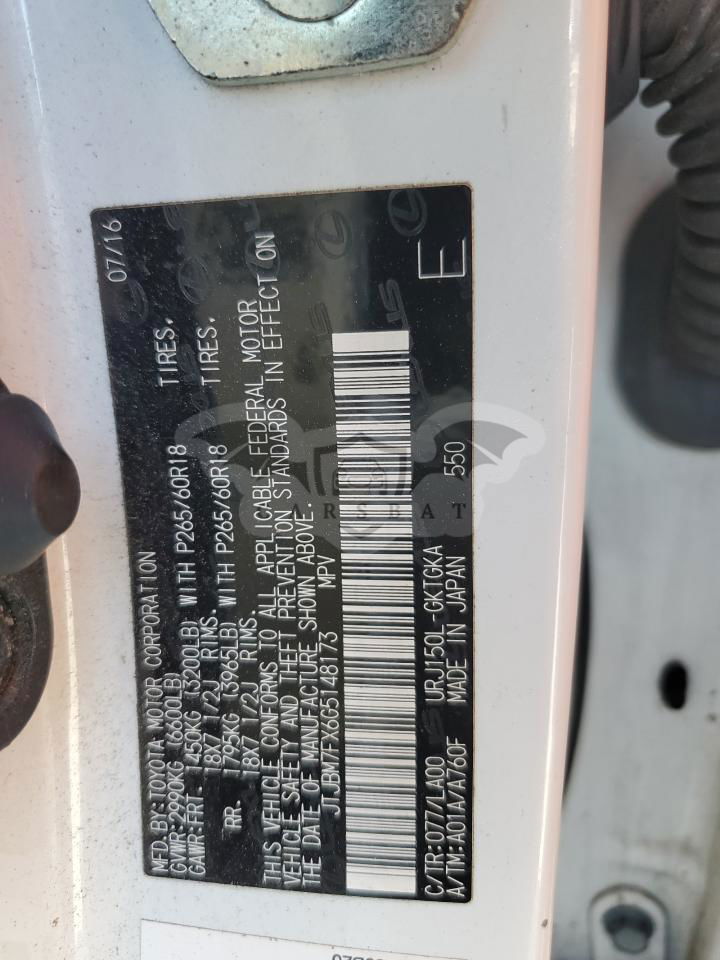 MFD.BY:TOYOTA MOTOR CORPORATION 07/16
GVWR:2990KG (6600LB)
GAWR:FRT. 1450KG (3200LB) WITH P265/60R18 TIRES.
18X7 1/2J RIMS.
RR. 1795KG (3965LB) WITH P265/60R18 TIRES.
18X7 1/2J RIMS.
THIS VEHICLE CONFORMS TO ALL APPLICABLE FEDERAL MOTOR
VEHICLE SAFETY AND THEFT PREVENTION STANDARDS IN EFFECT ON
THE DATE OF MANUFACTURE SHOWN ABOVE.
JTJBM7FX6G5148173 MPV
C/TR:077/LA00 URJ150L-GKTGKA 550 E
A/TM:A01A/A760F MADE IN JAPAN
ARSBAT